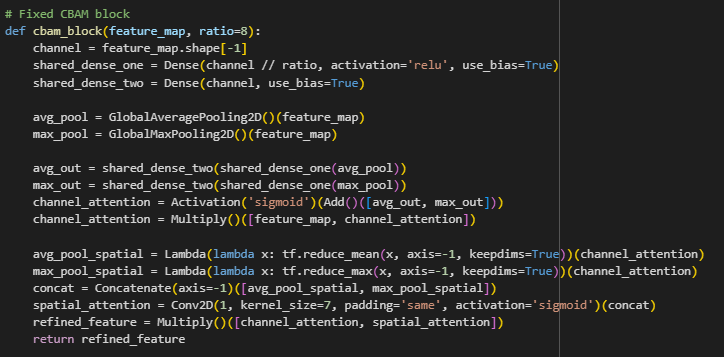 # Fixed CBAM block
def cbam_block(feature_map, ratio=8):
    channel = feature_map.shape[-1]
    shared_dense_one = Dense(channel // ratio, activation='relu', use_bias=True)
    shared_dense_two = Dense(channel, use_bias=True)

    avg_pool = GlobalAveragePooling2D()(feature_map)
    max_pool = GlobalMaxPooling2D()(feature_map)

    avg_out = shared_dense_two(shared_dense_one(avg_pool))
    max_out = shared_dense_two(shared_dense_one(max_pool))
    channel_attention = Activation('sigmoid')(Add()([avg_out, max_out]))
    channel_attention = Multiply()([feature_map, channel_attention])

    avg_pool_spatial = Lambda(lambda x: tf.reduce_mean(x, axis=-1, keepdims=True))(channel_attention)
    max_pool_spatial = Lambda(lambda x: tf.reduce_max(x, axis=-1, keepdims=True))(channel_attention)
    concat = Concatenate(axis=-1)([avg_pool_spatial, max_pool_spatial])
    spatial_attention = Conv2D(1, kernel_size=7, padding='same', activation='sigmoid')(concat)
    refined_feature = Multiply()([channel_attention, spatial_attention])
    return refined_feature